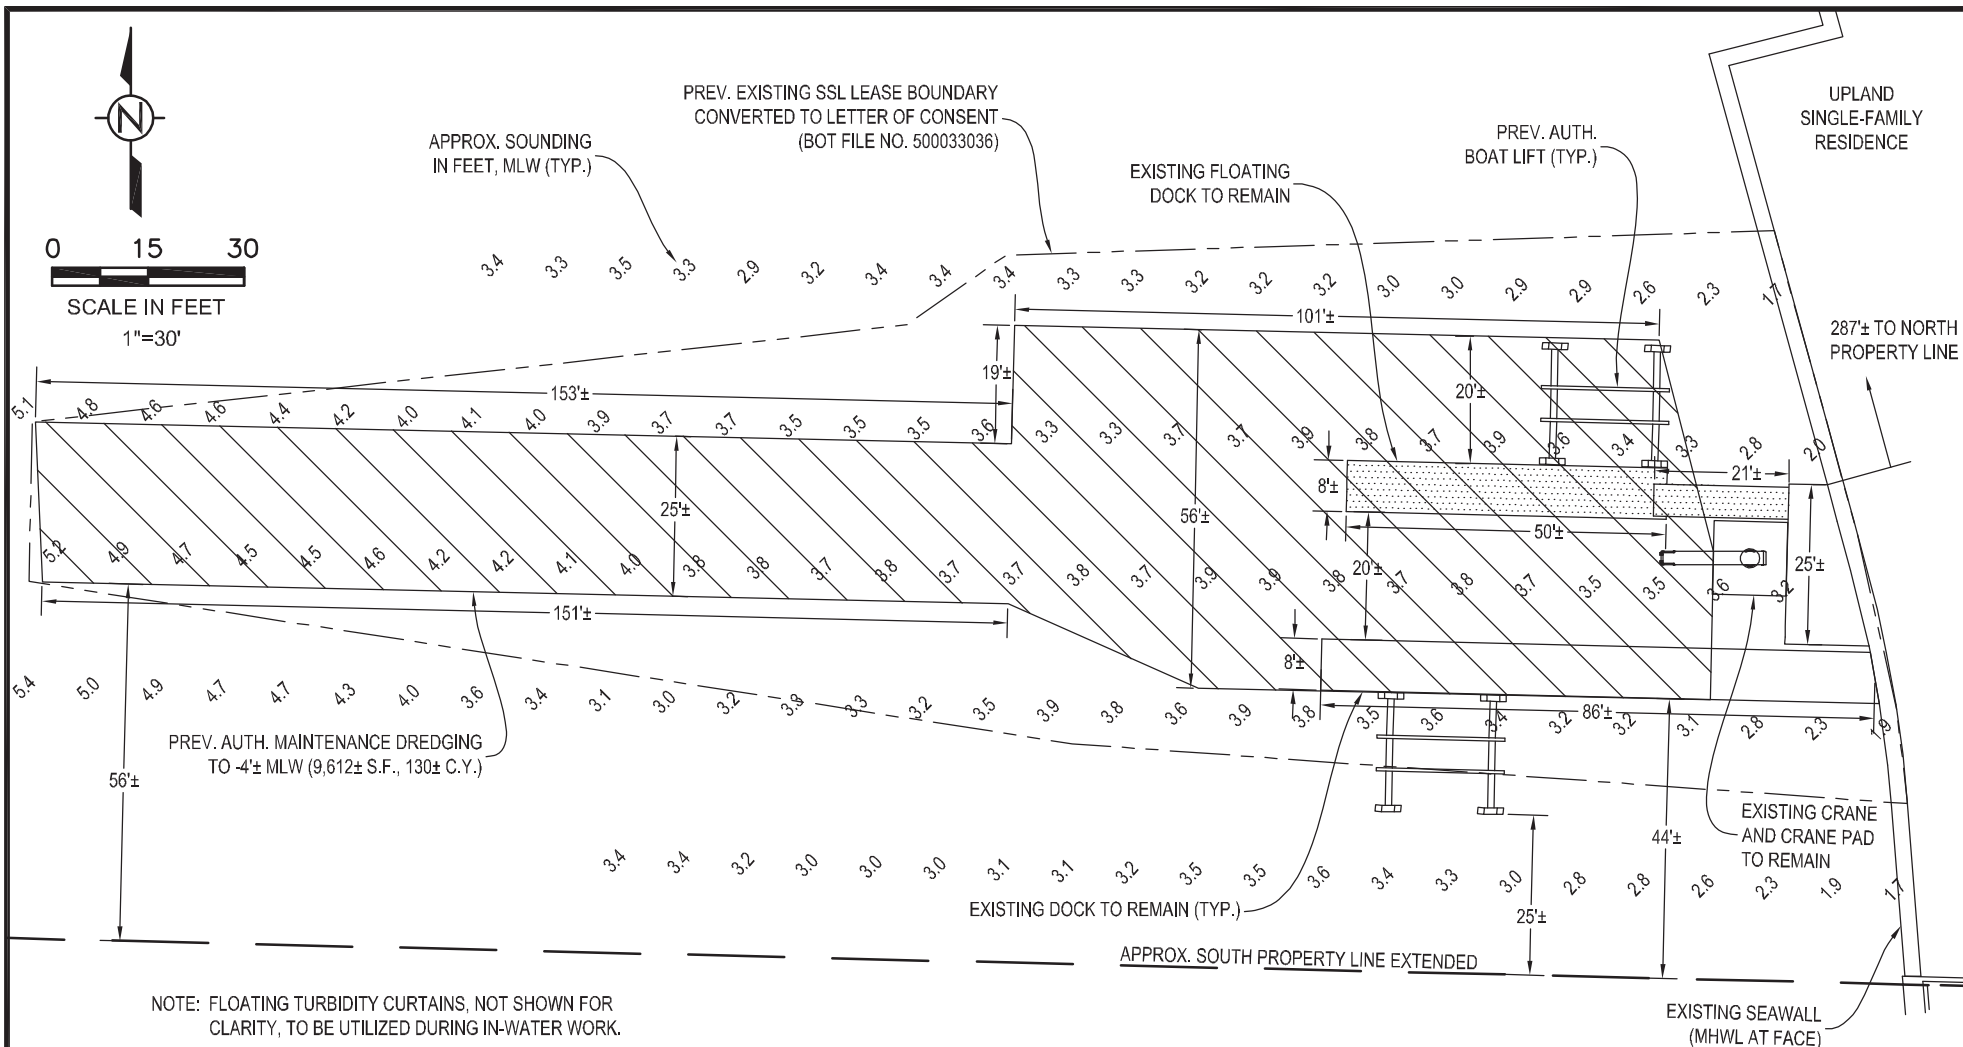 PREV. EXISTING SSL LEASE BOUNDARY
CONVERTED TO LETTER OF CONSENT
(BOT FILE NO. 500033036)
UPLAND
SINGLE-FAMILY
RESIDENCE
N
APPROX. SOUNDING
IN FEET, MLW (TYP.)
PREV. AUTH.
BOAT LIFT (TYP.)
EXISTING FLOATING
DOCK TO REMAIN
0 15 30
SCALE IN FEET
1"=30'
3.4 3.3 3.5 3.3 2.9 3.2 3.4 3.4 3.4 3.3 3.3 3.2 3.2 3.2 3.0 3.0 2.9 2.9 2.6 2.3 1.7
101'±
287'± TO NORTH
PROPERTY LINE
19'±
20'±
153'±
5.1 4.8 4.6 4.6 4.4 4.2 4.0 4.1 4.0 3.9 3.7 3.7 3.5 3.5 3.5 3.6 3.3 3.3 3.7 3.7 3.9 3.8 3.7 3.9 3.6 3.4 3.3 2.8 2.0
21'±
8'±
25'±
56'±
50'±
20'±
25'±
5.2 4.9 4.7 4.5 4.5 4.6 4.2 4.2 4.1 4.0 3.8 3.8 3.7 3.8 3.7 3.7 3.8 3.7 3.9 3.9 3.8 3.7 3.8 3.7 3.5 3.5 3.6 3.2
151'±
8'±
5.4 5.0 4.9 4.7 4.7 4.3 4.0 3.6 3.4 3.1 3.0 3.2 3.8 3.3 3.2 3.5 3.9 3.8 3.6 3.9 3.8 3.5 3.6 3.4 3.2 3.2 3.1 2.8 2.3 1.9
86'±
PREV. AUTH. MAINTENANCE DREDGING
TO -4'± MLW (9,612± S.F., 130± C.Y.)
56'±
44'±
EXISTING CRANE
AND CRANE PAD
TO REMAIN
3.4 3.4 3.2 3.0 3.0 3.0 3.1 3.1 3.2 3.5 3.5 3.6 3.4 3.3 3.0 2.8 2.8 2.6 2.3 1.9 1.7
EXISTING DOCK TO REMAIN (TYP.)
25'±
APPROX. SOUTH PROPERTY LINE EXTENDED
NOTE: FLOATING TURBIDITY CURTAINS, NOT SHOWN FOR
CLARITY, TO BE UTILIZED DURING IN-WATER WORK.
EXISTING SEAWALL
(MHWL AT FACE)